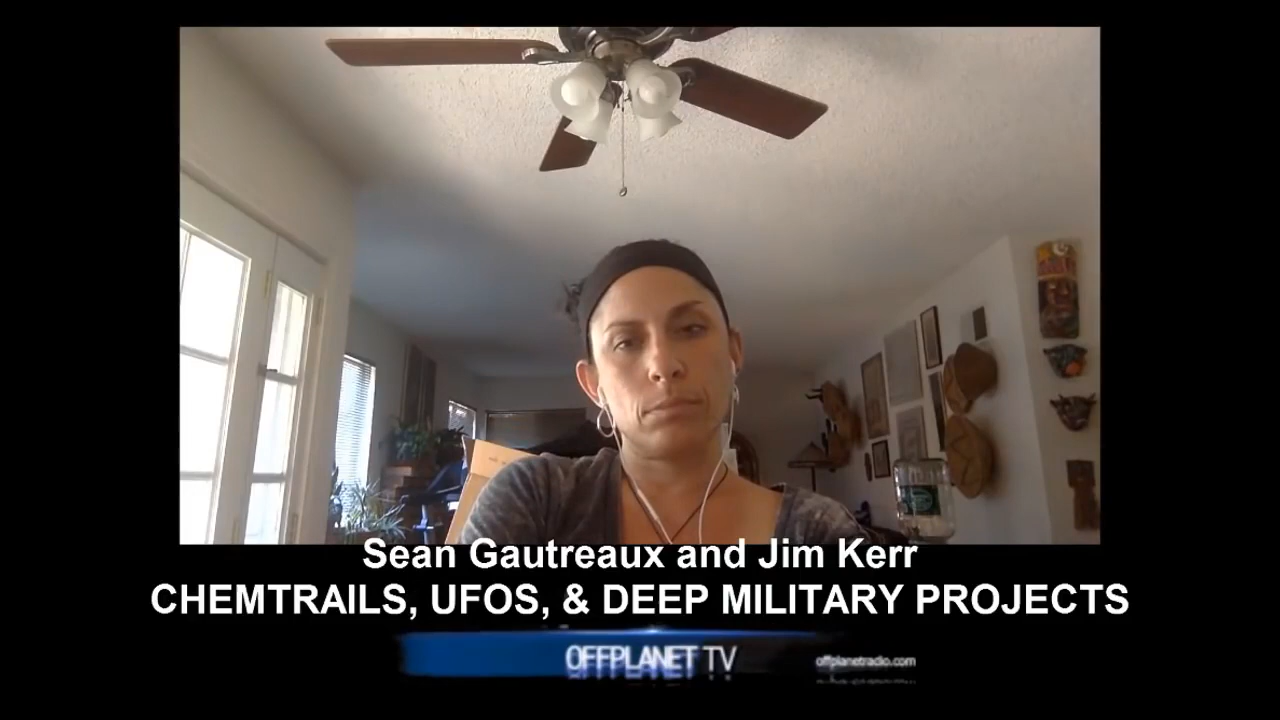 Sean Gautreaux and Jim Kerr
CHEMTRAILS, UFOS, & DEEP MILITARY PROJECTS
OFFPLANET TV
offplanetradio.com